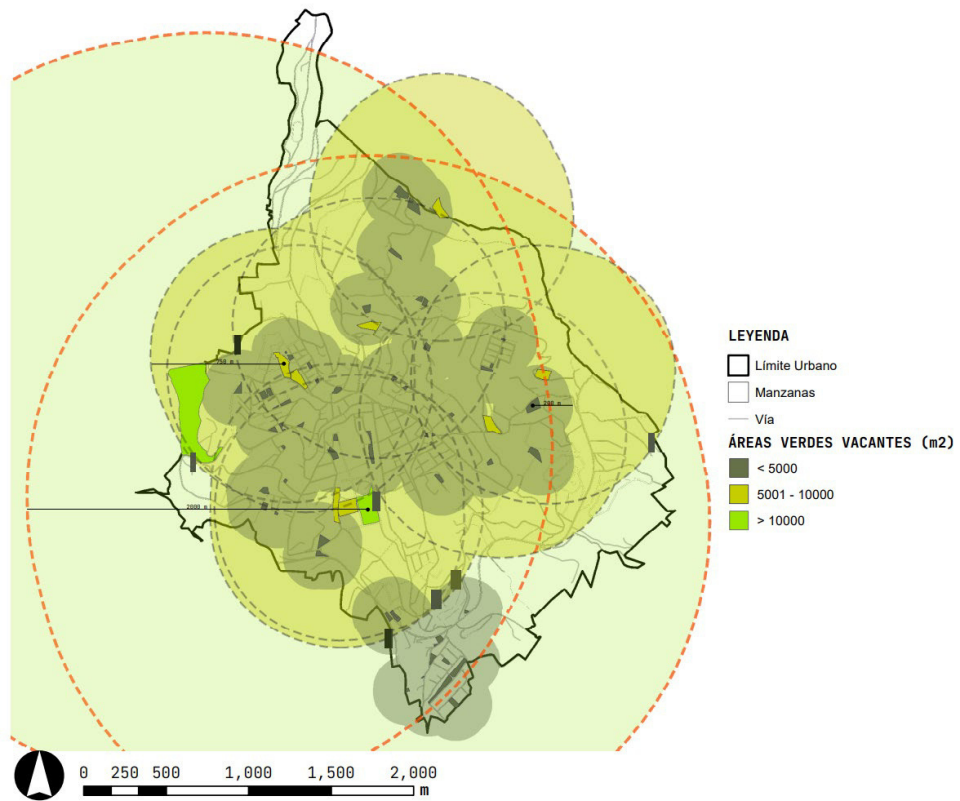 750 m
2000 m
LEYENDA
Límite Urbano
Manzanas
Vía
ÁREAS VERDES VACANTES (m2)
< 5000
5001 - 10000
> 10000
0 250 500 1,000 1,500 2,000
m